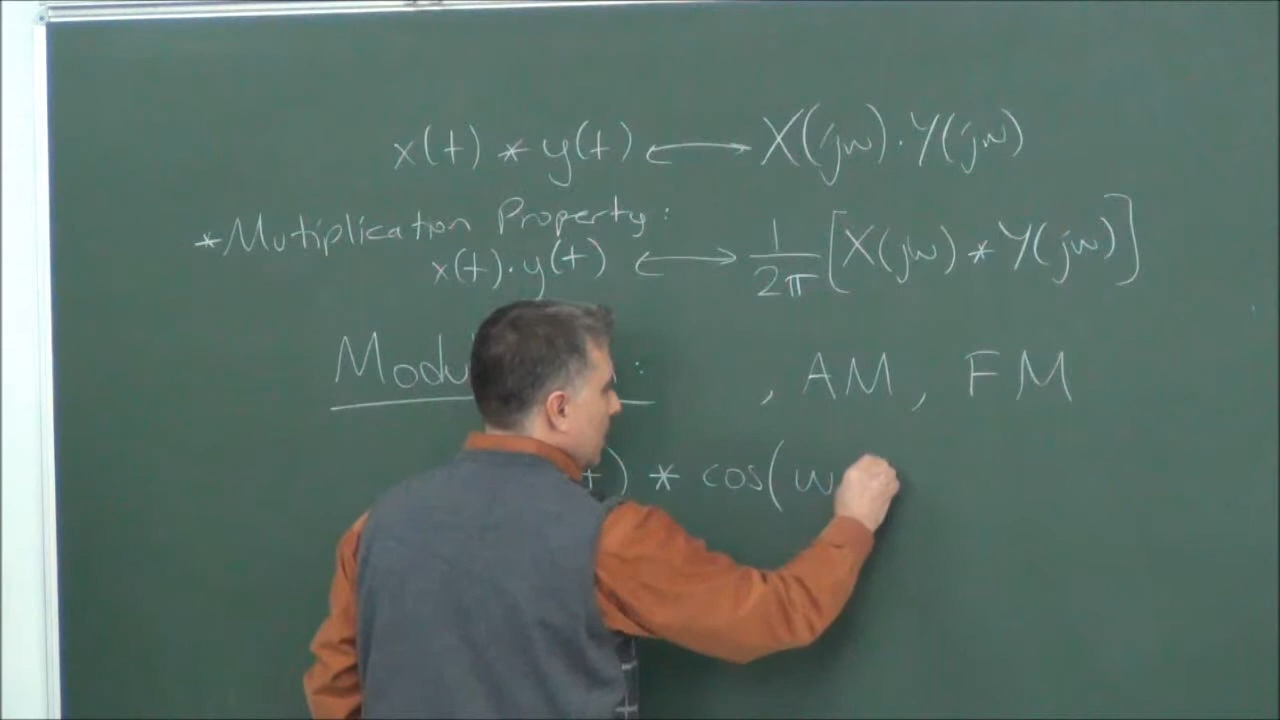 x(t) * y(t) ⟷ X(jw) · Y(jw)
* Mutiplication Property:
x(t) · y(t) ⟷ 1/2π [X(jw) * Y(jw)]
: , AM, FM
t) * cos(w